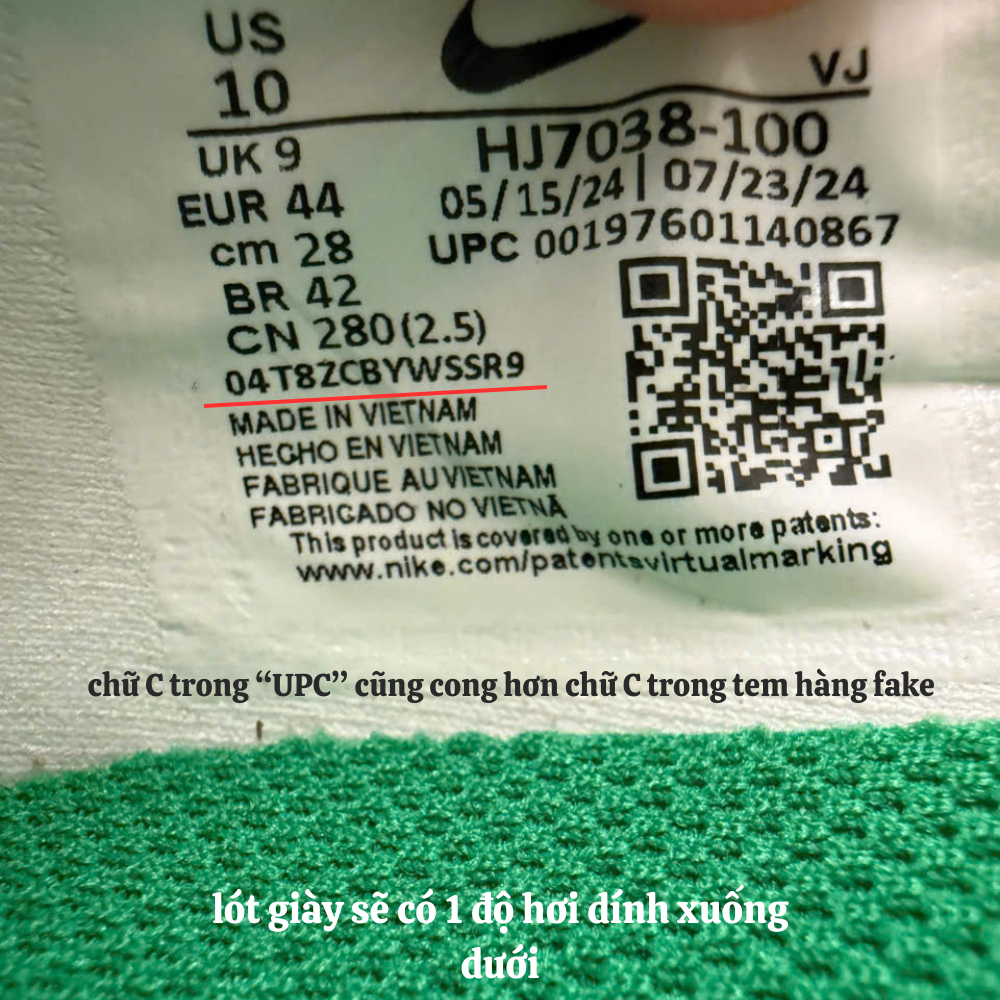 US
10
VJ
UK 9
HJ7038-100
EUR 44
05/15/24 | 07/23/24
cm 28
UPC 00197601140867
BR 42
CN 280(2.5)
04T8ZCBYWSSR9
MADE IN VIETNAM
HECHO EN VIETNAM
FABRIQUE AU VIETNAM
FABRICADO NO VIETNÃ
This product is covered by one or more patents:
www.nike.com/patentsvirtualmarking
chữ C trong “UPC” cũng cong hơn chữ C trong tem hàng fake
lót giày sẽ có 1 độ hơi dính xuống
dưới